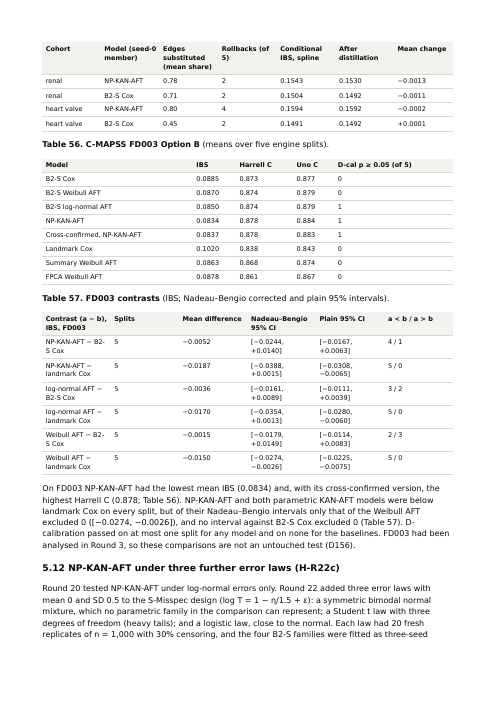 Cohort Model (seed-0 member) Edges substituted (mean share) Rollbacks (of 5) Conditional IBS, spline After distillation Mean change
renal NP-KAN-AFT 0.78 2 0.1543 0.1530 −0.0013
renal B2-S Cox 0.71 2 0.1504 0.1492 −0.0011
heart valve NP-KAN-AFT 0.80 4 0.1594 0.1592 −0.0002
heart valve B2-S Cox 0.45 2 0.1491 0.1492 +0.0001
Table 56. C-MAPSS FD003 Option B (means over five engine splits).
Model IBS Harrell C Uno C D-cal p ≥ 0.05 (of 5)
B2-S Cox 0.0885 0.873 0.877 0
B2-S Weibull AFT 0.0870 0.874 0.879 0
B2-S log-normal AFT 0.0850 0.874 0.879 1
NP-KAN-AFT 0.0834 0.878 0.884 1
Cross-confirmed, NP-KAN-AFT 0.0837 0.878 0.883 1
Landmark Cox 0.1020 0.838 0.843 0
Summary Weibull AFT 0.0863 0.868 0.874 0
FPCA Weibull AFT 0.0878 0.861 0.867 0
Table 57. FD003 contrasts (IBS; Nadeau–Bengio corrected and plain 95% intervals).
Contrast (a − b), IBS, FD003 Splits Mean difference Nadeau–Bengio 95% CI Plain 95% CI a < b / a > b
NP-KAN-AFT − B2-S Cox 5 −0.0052 [−0.0244, +0.0140] [−0.0167, +0.0063] 4 / 1
NP-KAN-AFT − landmark Cox 5 −0.0187 [−0.0388, +0.0015] [−0.0308, −0.0065] 5 / 0
log-normal AFT − B2-S Cox 5 −0.0036 [−0.0161, +0.0089] [−0.0111, +0.0039] 3 / 2
log-normal AFT − landmark Cox 5 −0.0170 [−0.0354, +0.0013] [−0.0280, −0.0060] 5 / 0
Weibull AFT − B2-S Cox 5 −0.0015 [−0.0179, +0.0149] [−0.0114, +0.0083] 2 / 3
Weibull AFT − landmark Cox 5 −0.0150 [−0.0274, −0.0026] [−0.0225, −0.0075] 5 / 0
On FD003 NP-KAN-AFT had the lowest mean IBS (0.0834) and, with its cross-confirmed version, the
highest Harrell C (0.878; Table 56). NP-KAN-AFT and both parametric KAN-AFT models were below
landmark Cox on every split, but of their Nadeau–Bengio intervals only that of the Weibull AFT
excluded 0 ([−0.0274, −0.0026]), and no interval against B2-S Cox excluded 0 (Table 57). D-
calibration passed on at most one split for any model and on none for the baselines. FD003 had been
analysed in Round 3, so these comparisons are not an untouched test (D156).
5.12 NP-KAN-AFT under three further error laws (H-R22c)
Round 20 tested NP-KAN-AFT under log-normal errors only. Round 22 added three error laws with
mean 0 and SD 0.5 to the S-Misspec design (log T = 1 − η/1.5 + ε): a symmetric bimodal normal
mixture, which no parametric family in the comparison can represent; a Student t law with three
degrees of freedom (heavy tails); and a logistic law, close to the normal. Each law had 20 fresh
replicates of n = 1,000 with 30% censoring, and the four B2-S families were fitted as three-seed